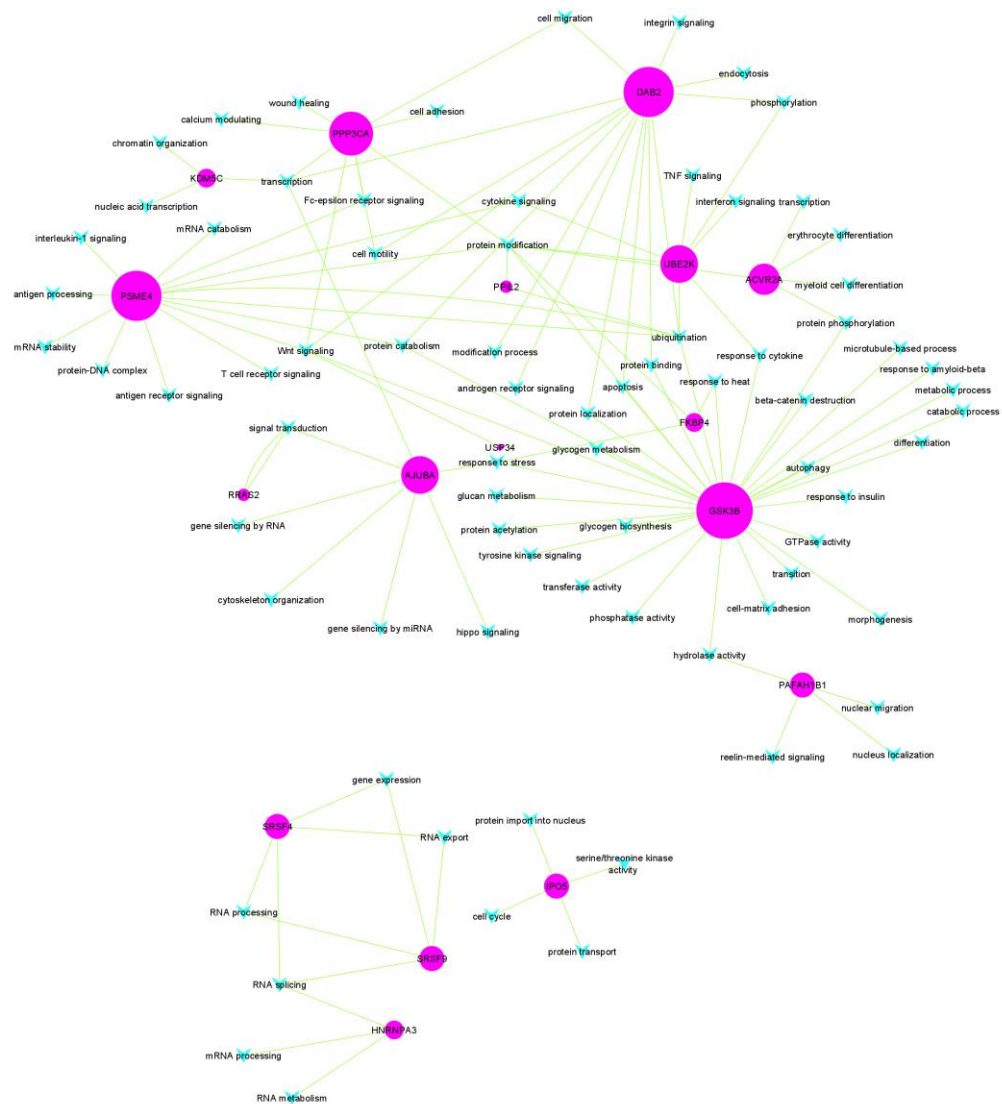 cell migration
integrin signaling
endocytosis
DAB2
phosphorylation
wound healing
cell adhesion
calcium modulating
PPP3CA
chromatin organization
KDM5C
transcription
TNF signaling
nucleic acid transcription
Fc-epsilon receptor signaling
cytokine signaling
interferon signaling
transcription
mRNA catabolism
interleukin-1 signaling
protein modification
erythrocyte differentiation
cell motility
UBE2K
ACVR2A
PPIL2
myeloid cell differentiation
antigen processing
PSME4
protein phosphorylation
mRNA stability
Wnt signaling
protein catabolism
modification process
ubiquitination
response to cytokine
microtubule-based process
protein-DNA complex
T cell receptor signaling
protein binding
response to amyloid-beta
antigen receptor signaling
androgen receptor signaling
apoptosis
response to heat
metabolic process
beta-catenin destruction
catabolic process
protein localization
FKBP4
signal transduction
differentiation
USP34
glycogen metabolism
response to stress
autophagy
AJUBA
RRAS2
glucan metabolism
response to insulin
GSK3B
gene silencing by RNA
protein acetylation
glycogen biosynthesis
GTPase activity
tyrosine kinase signaling
transferase activity
transition
cytoskeleton organization
cell-matrix adhesion
phosphatase activity
morphogenesis
gene silencing by miRNA
hippo signaling
hydrolase activity
PAFAH1B1
nuclear migration
reelin-mediated signaling
nucleus localization
gene expression
protein import into nucleus
SRSF4
RNA export
serine/threonine kinase
activity
IPO5
RNA processing
cell cycle
protein transport
SRSF9
RNA splicing
HNRNPA3
mRNA processing
RNA metabolism